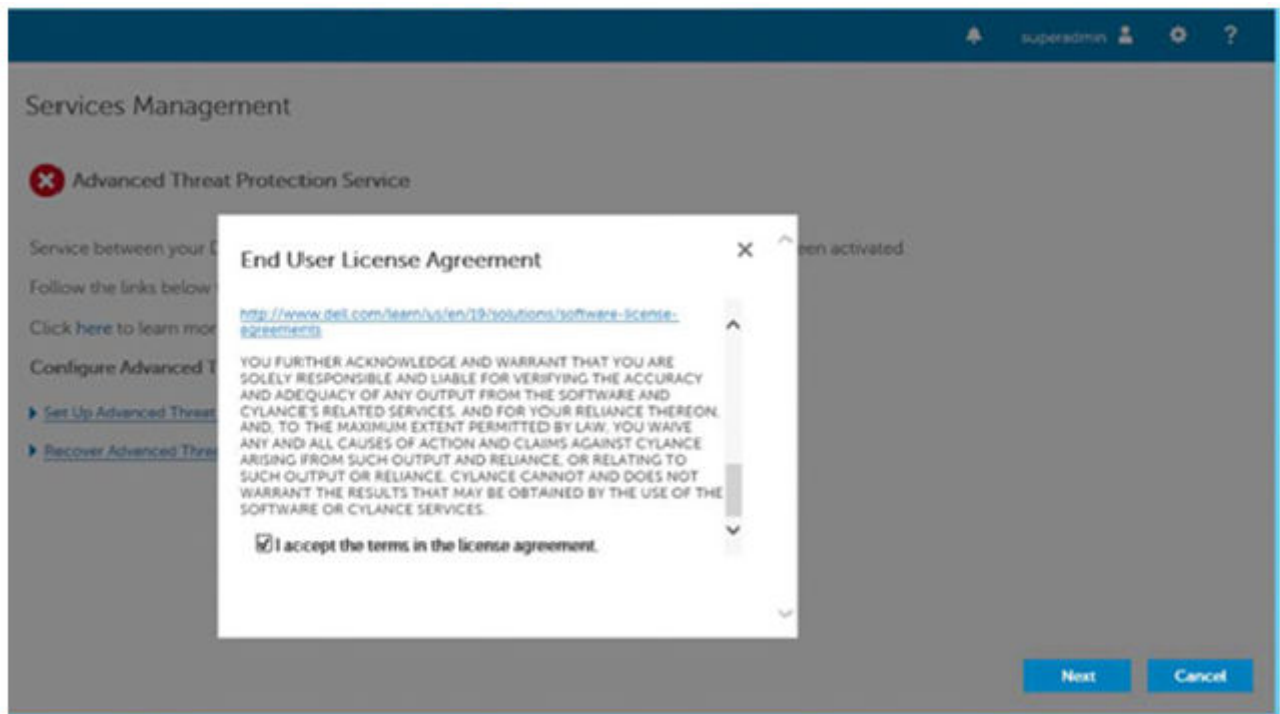 superadmin
?
Services Management
Advanced Threat Protection Service
Service between your D
een activated
Follow the links below
Click here to learn mor
Configure Advanced T
Set Up Advanced Threat
Recover Advanced Threa
End User License Agreement
http://www.dell.com/learn/us/en/19/solutions/software-license-
agreements.
YOU FURTHER ACKNOWLEDGE AND WARRANT THAT YOU ARE
SOLELY RESPONSIBLE AND LIABLE FOR VERIFYING THE ACCURACY
AND ADEQUACY OF ANY OUTPUT FROM THE SOFTWARE AND
CYLANCE'S RELATED SERVICES, AND FOR YOUR RELIANCE THEREON,
AND, TO THE MAXIMUM EXTENT PERMITTED BY LAW, YOU WAIVE
ANY AND ALL CAUSES OF ACTION AND CLAIMS AGAINST CYLANCE
ARISING FROM SUCH OUTPUT AND RELIANCE, OR RELATING TO
SUCH OUTPUT OR RELIANCE. CYLANCE CANNOT AND DOES NOT
WARRANT THE RESULTS THAT MAY BE OBTAINED BY THE USE OF THE
SOFTWARE OR CYLANCE SERVICES.
I accept the terms in the license agreement.
Next
Cancel